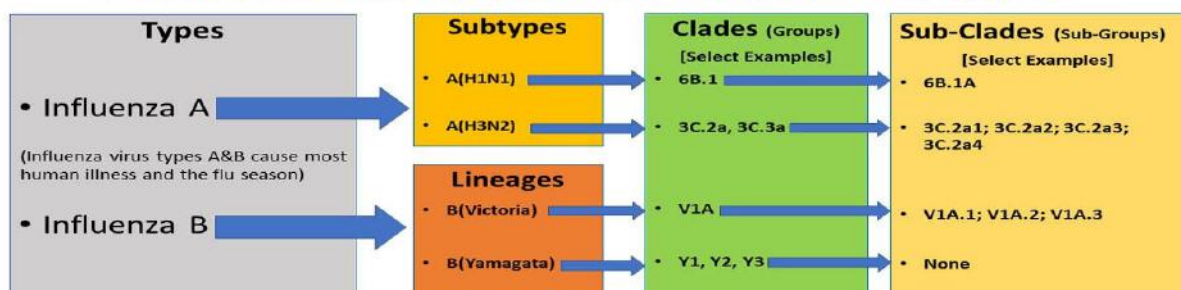 Types
• Influenza A
(Influenza virus types A&B cause most
human illness and the flu season)
• Influenza B
Subtypes
• A(H1N1)
• A(H3N2)
Lineages
• B(Victoria)
• B(Yamagata)
Clades (Groups)
[Select Examples]
• 6B.1
• 3C.2a, 3C.3a
• V1A
• Y1, Y2, Y3
Sub-Clades (Sub-Groups)
[Select Examples]
• 6B.1A
• 3C.2a1; 3C.2a2; 3C.2a3;
3C.2a4
• V1A.1; V1A.2; V1A.3
• None